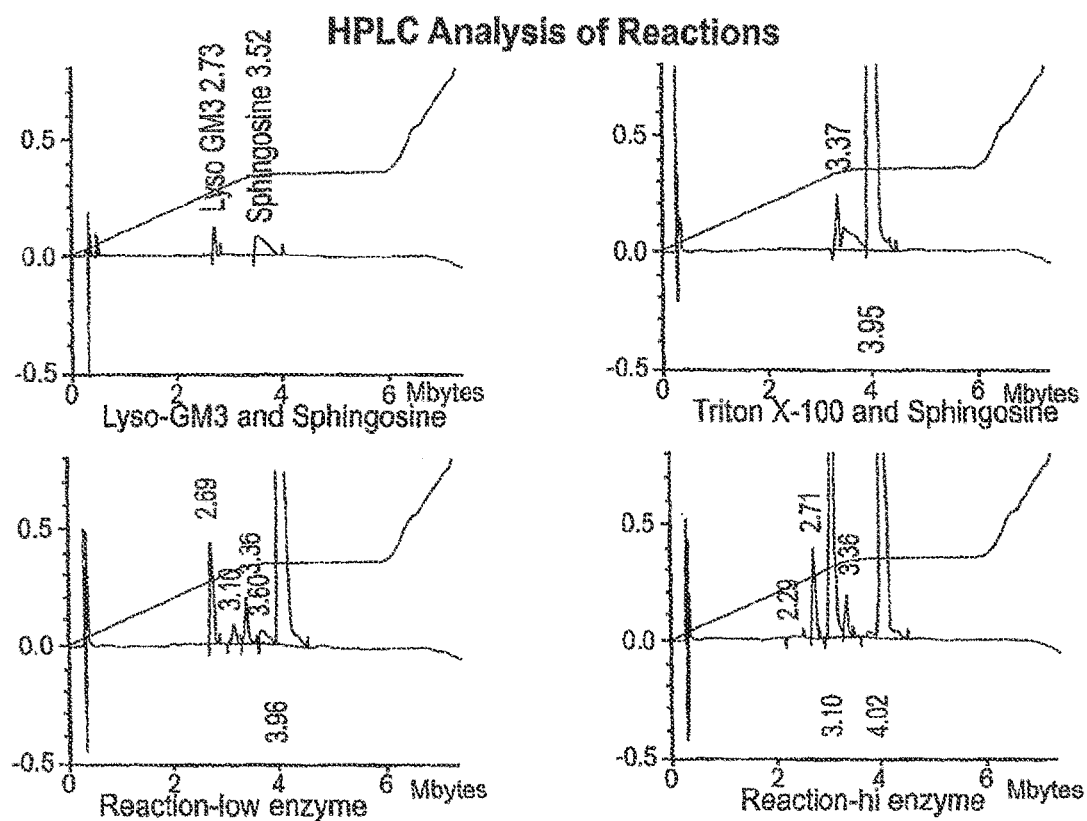 HPLC Analysis of Reactions
0.5
0.0
-0.5
Lyso GM3 2.73
Sphingosine 3.52
0 2 4 6 Mbytes
Lyso-GM3 and Sphingosine
0.5
0.0
-0.5
3.37
3.95
0 2 4 6 Mbytes
Triton X-100 and Sphingosine
0.5
0.0
-0.5
2.69
3.10
3.36
3.60
3.96
0 2 4 6 Mbytes
Reaction-low enzyme
0.5
0.0
-0.5
2.29
2.71
3.36
3.10
4.02
0 2 4 6 Mbytes
Reaction-hi enzyme